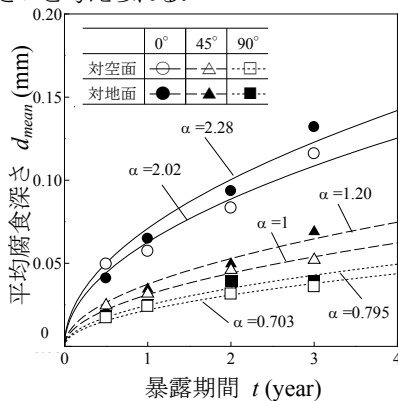 0° 45° 90°
対空面
対地面
0.20
0.15
0.10
0.05
0
平均腐食深さ d_mean (mm)
α=2.28
α=2.02
α=1.20
α=1
α=0.795
α=0.703
0 1 2 3 4
暴露期間 t (year)